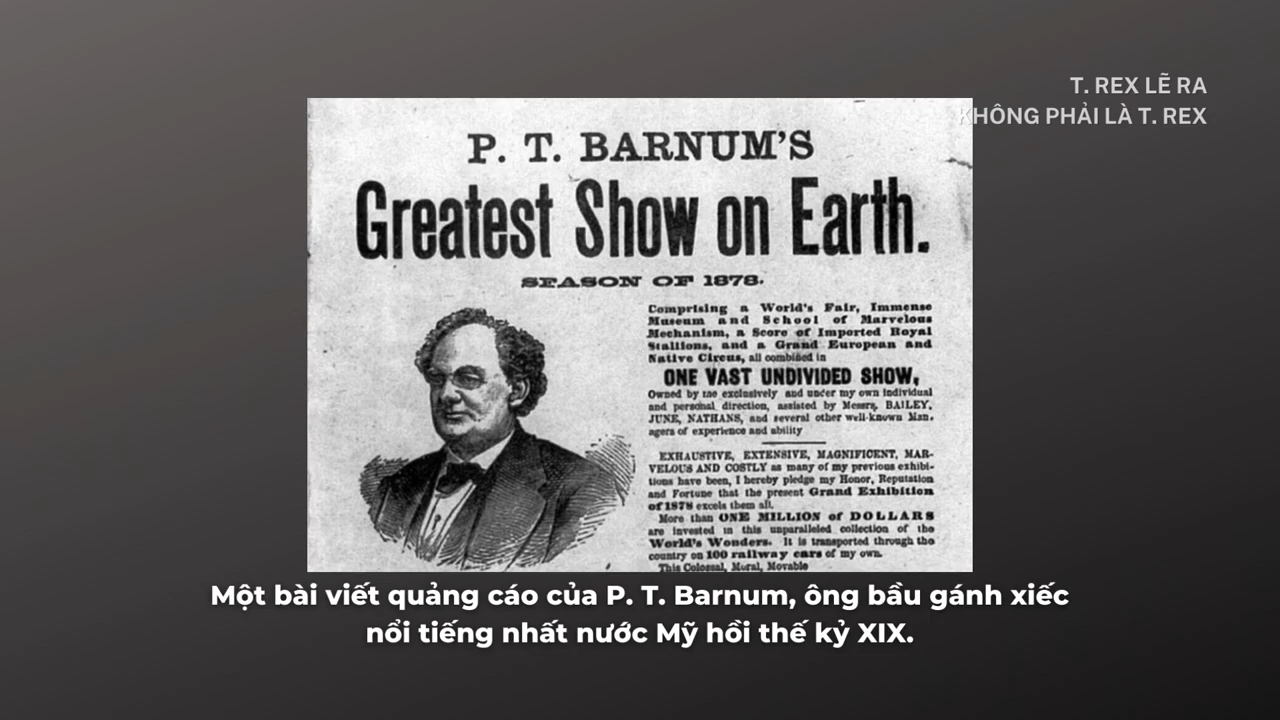 T. REX LẼ RA
KHÔNG PHẢI LÀ T. REX
P. T. BARNUM'S
Greatest Show on Earth.
SEASON OF 1878.
Comprising a World's Fair, Immense
Museum and School of Marvelous
Mechanism, a Score of Imported Royal
Stallions, and a Grand European and
Native Circus, all combined in
ONE VAST UNDIVIDED SHOW,
Owned by me exclusively and under my own individual
and personal direction, assisted by Messrs. BAILEY,
JUNE, NATHANS, and several other well-known Man-
agers of experience and ability
EXHAUSTIVE, EXTENSIVE, MAGNIFICENT, MAR-
VELOUS AND COSTLY as many of my previous exhibi-
tions have been, I hereby pledge my Honor, Reputation
and Fortune that the present Grand Exhibition
of 1878 excels them all.
More than ONE MILLION of DOLLARS
are invested in this unparalleled collection of the
World's Wonders. It is transported through the
country on 100 railway cars of my own.
This Colossal, Moral, Movable
Một bài viết quảng cáo của P. T. Barnum, ông bầu gánh xiếc
nổi tiếng nhất nước Mỹ hồi thế kỷ XIX.